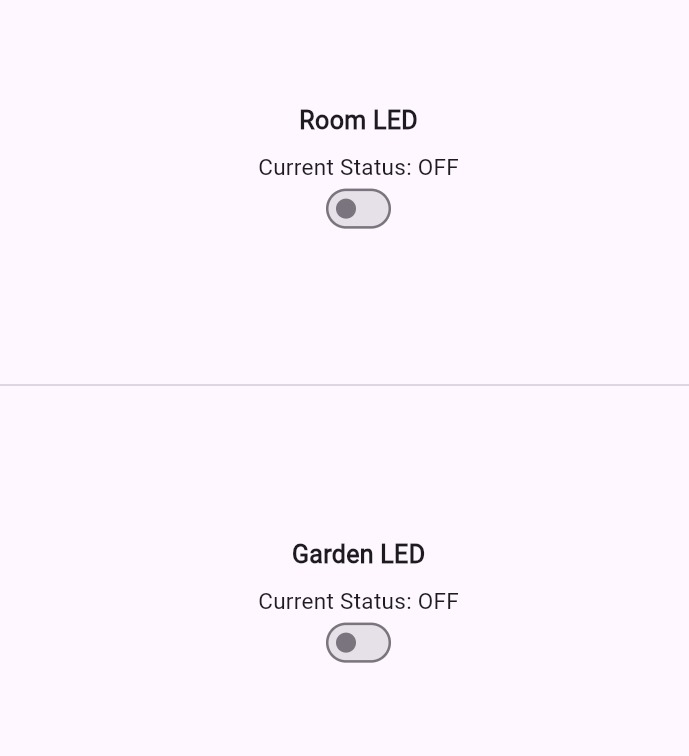 Room LED
Current Status: OFF
Garden LED
Current Status: OFF